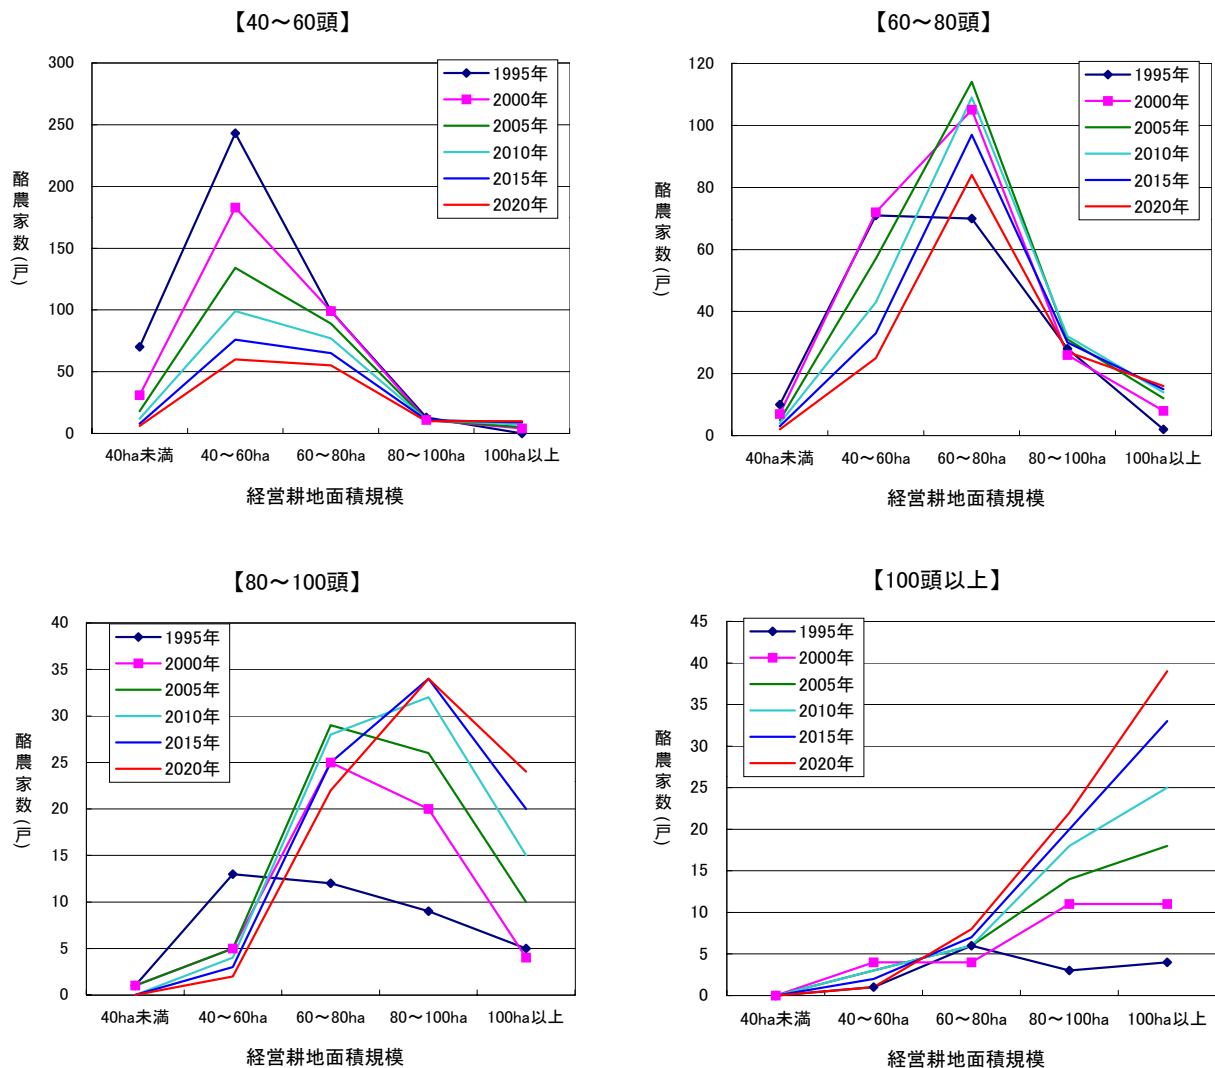 【40～60頭】
300
250
200
150
100
50
0
酪農家数(戸)
1995年
2000年
2005年
2010年
2015年
2020年
40ha未満
40～60ha
60～80ha
80～100ha
100ha以上
経営耕地面積規模
【60～80頭】
120
100
80
60
40
20
0
酪農家数(戸)
1995年
2000年
2005年
2010年
2015年
2020年
40ha未満
40～60ha
60～80ha
80～100ha
100ha以上
経営耕地面積規模
【80～100頭】
40
35
30
25
20
15
10
5
0
酪農家数(戸)
1995年
2000年
2005年
2010年
2015年
2020年
40ha未満
40～60ha
60～80ha
80～100ha
100ha以上
経営耕地面積規模
【100頭以上】
45
40
35
30
25
20
15
10
5
0
酪農家数(戸)
1995年
2000年
2005年
2010年
2015年
2020年
40ha未満
40～60ha
60～80ha
80～100ha
100ha以上
経営耕地面積規模